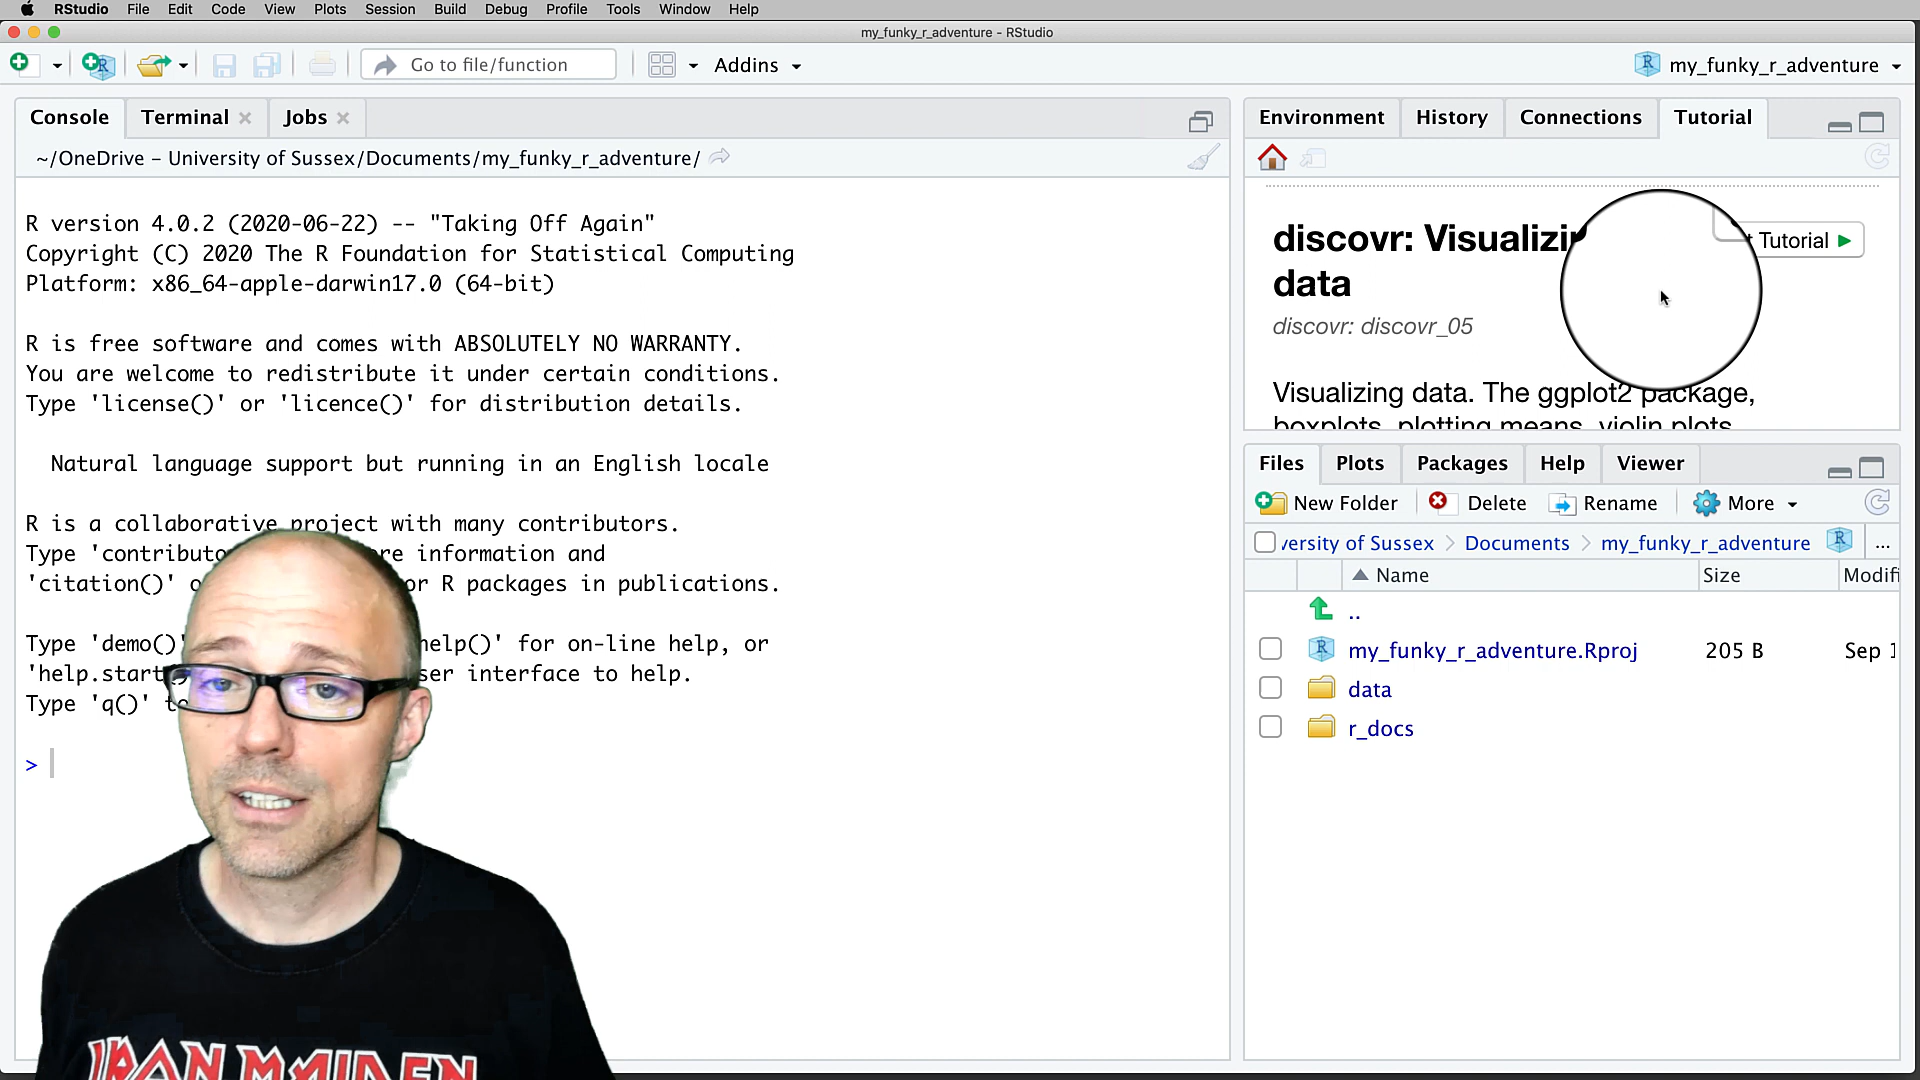 RStudio File Edit Code View Plots Session Build Debug Profile Tools Window Help
my_funky_r_adventure - RStudio
Go to file/function
Addins
my_funky_r_adventure
Console Terminal Jobs
~/OneDrive – University of Sussex/Documents/my_funky_r_adventure/
R version 4.0.2 (2020-06-22) -- "Taking Off Again"
Copyright (C) 2020 The R Foundation for Statistical Computing
Platform: x86_64-apple-darwin17.0 (64-bit)
R is free software and comes with ABSOLUTELY NO WARRANTY.
You are welcome to redistribute it under certain conditions.
Type 'license()' or 'licence()' for distribution details.
Natural language support but running in an English locale
R is a collaborative project with many contributors.
Type information and
'citation()' R packages in publications.
Type 'demo()' help()' for on-line help, or
'help.start interface to help.
Type 'q()'
>
IRON MAIDEN
Environment History Connections Tutorial
discovr:
data
Tutorial
discovr: discovr_05
Visualizing data. The ggplot2 package,
boxplots, plotting means, violin plots
Files Plots Packages Help Viewer
New Folder Delete Rename More
of Sussex Documents my_funky_r_adventure ...
Name Size
..
my_funky_r_adventure.Rproj 205 B Sep
data
r_docs